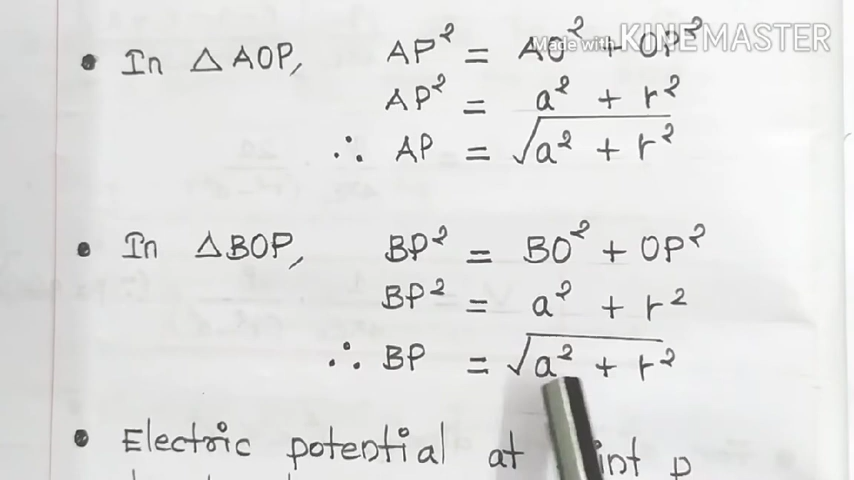 Made with KINEMASTER
• In △AOP, AP² = AO² + OP²
AP² = a² + r²
∴ AP = √a² + r²
• In △BOP, BP² = BO² + OP²
BP² = a² + r²
∴ BP = √a² + r²
• Electric potential at p